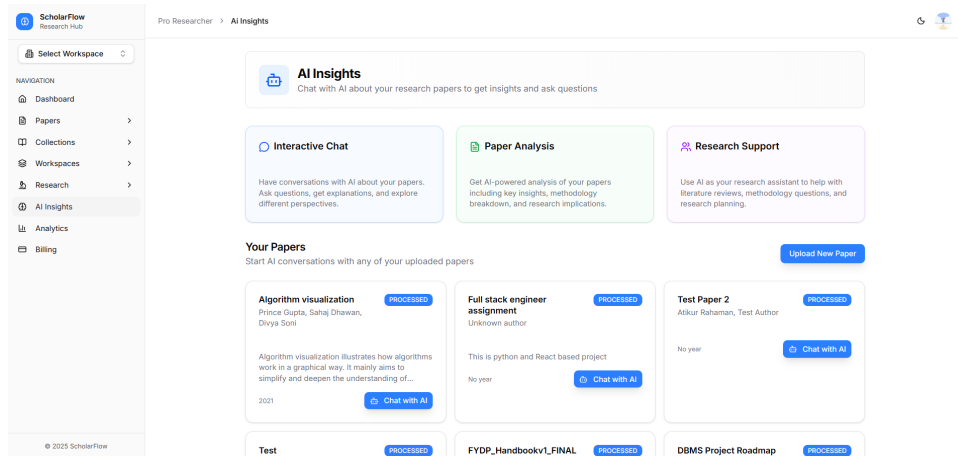 ScholarFlow
Research Hub
Select Workspace
NAVIGATION
Dashboard
Papers
Collections
Workspaces
Research
AI Insights
Analytics
Billing
© 2025 ScholarFlow
Pro Researcher > Ai Insights
AI Insights
Chat with AI about your research papers to get insights and ask questions
Interactive Chat
Have conversations with AI about your papers.
Ask questions, get explanations, and explore
different perspectives.
Paper Analysis
Get AI-powered analysis of your papers
including key insights, methodology
breakdown, and research implications.
Research Support
Use AI as your research assistant to help with
literature reviews, methodology questions, and
research planning.
Your Papers
Start AI conversations with any of your uploaded papers
Upload New Paper
Algorithm visualization
PROCESSED
Prince Gupta, Sahaj Dhawan,
Divya Soni
Algorithm visualization illustrates how algorithms
work in a graphical way. It mainly aims to
simplify and deepen the understanding of...
2021
Chat with AI
Full stack engineer
assignment
PROCESSED
Unknown author
This is python and React based project
No year
Chat with AI
Test Paper 2
PROCESSED
Atikur Rahaman, Test Author
No year
Chat with AI
Test
PROCESSED
FYDP_Handbookv1_FINAL
PROCESSED
DBMS Project Roadmap
PROCESSED